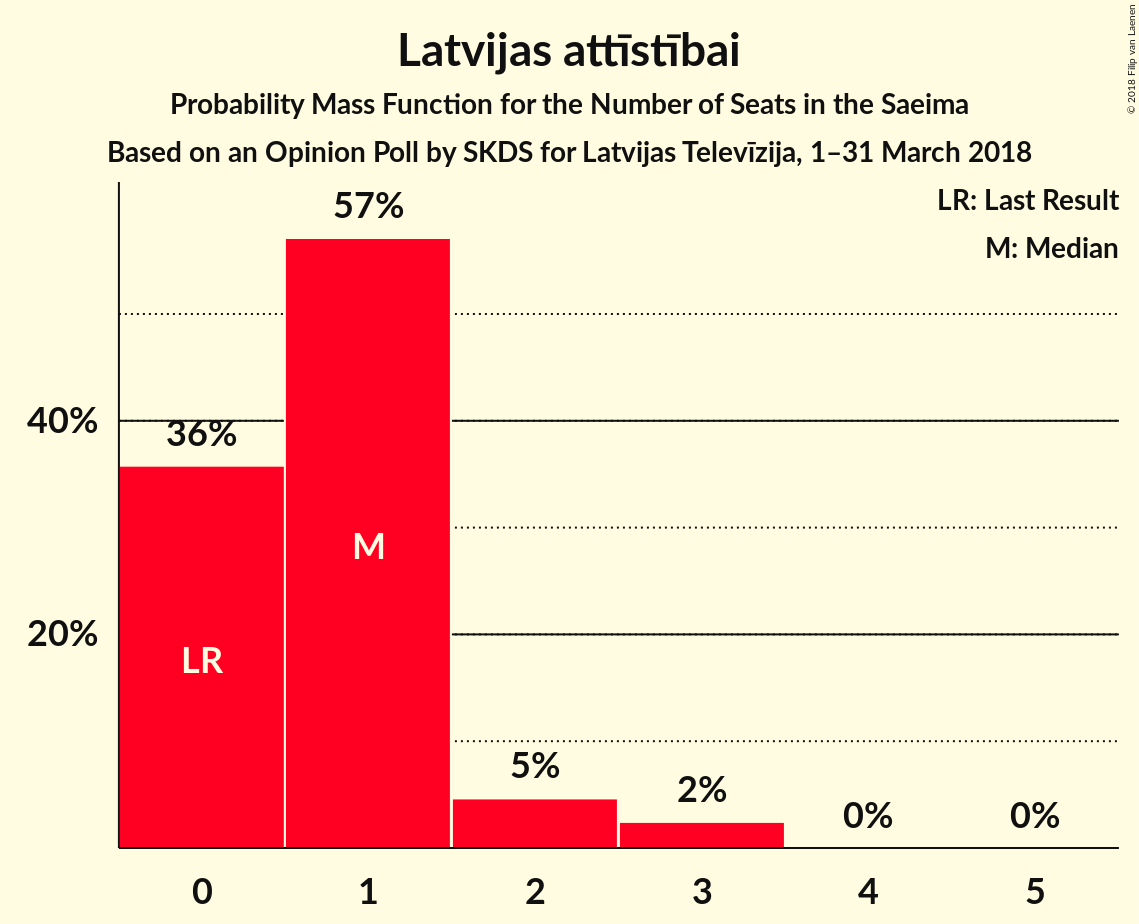 Latvijas attīstībai
Probability Mass Function for the Number of Seats in the Saeima
Based on an Opinion Poll by SKDS for Latvijas Televīzija, 1–31 March 2018
© 2018 Filip van Laenen
LR: Last Result
M: Median
57%
40%
36%
M
20%
LR
5%
2%
0%
0%
0
1
2
3
4
5